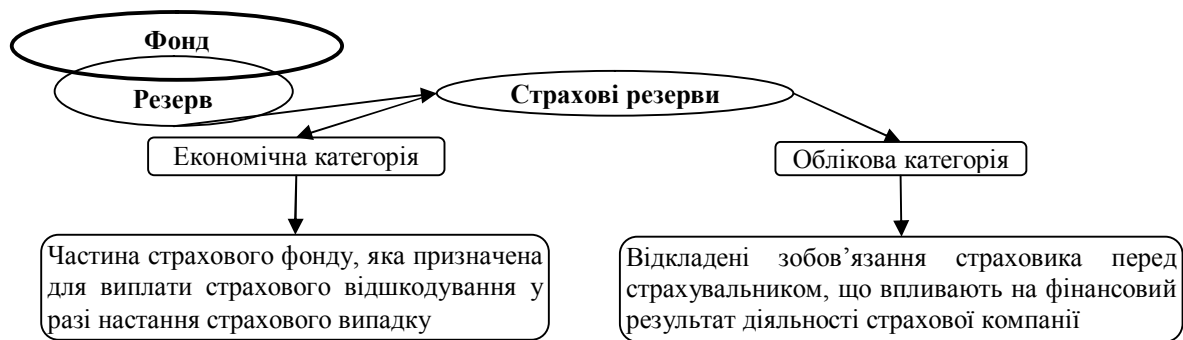 Фонд
Резерв
Страхові резерви
Економічна категорія
Облікова категорія
Частина страхового фонду, яка призначена
для виплати страхового відшкодування у
разі настання страхового випадку
Відкладені зобов’язання страховика перед
страхувальником, що впливають на фінансовий
результат діяльності страхової компанії